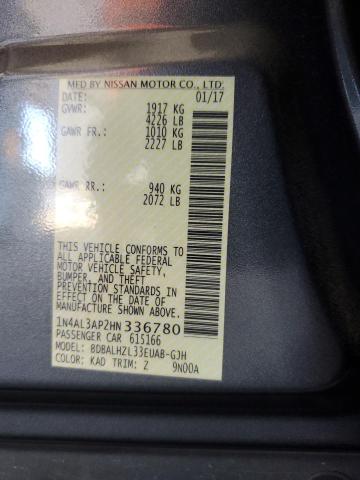 MFD BY NISSAN MOTOR CO., LTD.
DATE: 01/17
GVWR: 1917 KG
4226 LB
GAWR FR.: 1010 KG
2227 LB
GAWR RR.: 940 KG
2072 LB
THIS VEHICLE CONFORMS TO
ALL APPLICABLE FEDERAL
MOTOR VEHICLE SAFETY,
BUMPER, AND THEFT
PREVENTION STANDARDS
IN EFFECT ON THE DATE OF
MANUFACTURE SHOWN ABOVE.
1N4AL3AP2HN 336780
PASSENGER CAR 615166
MODEL: BDBALHZL33EUAB-GJH
COLOR: KAD TRIM: Z 9N00A